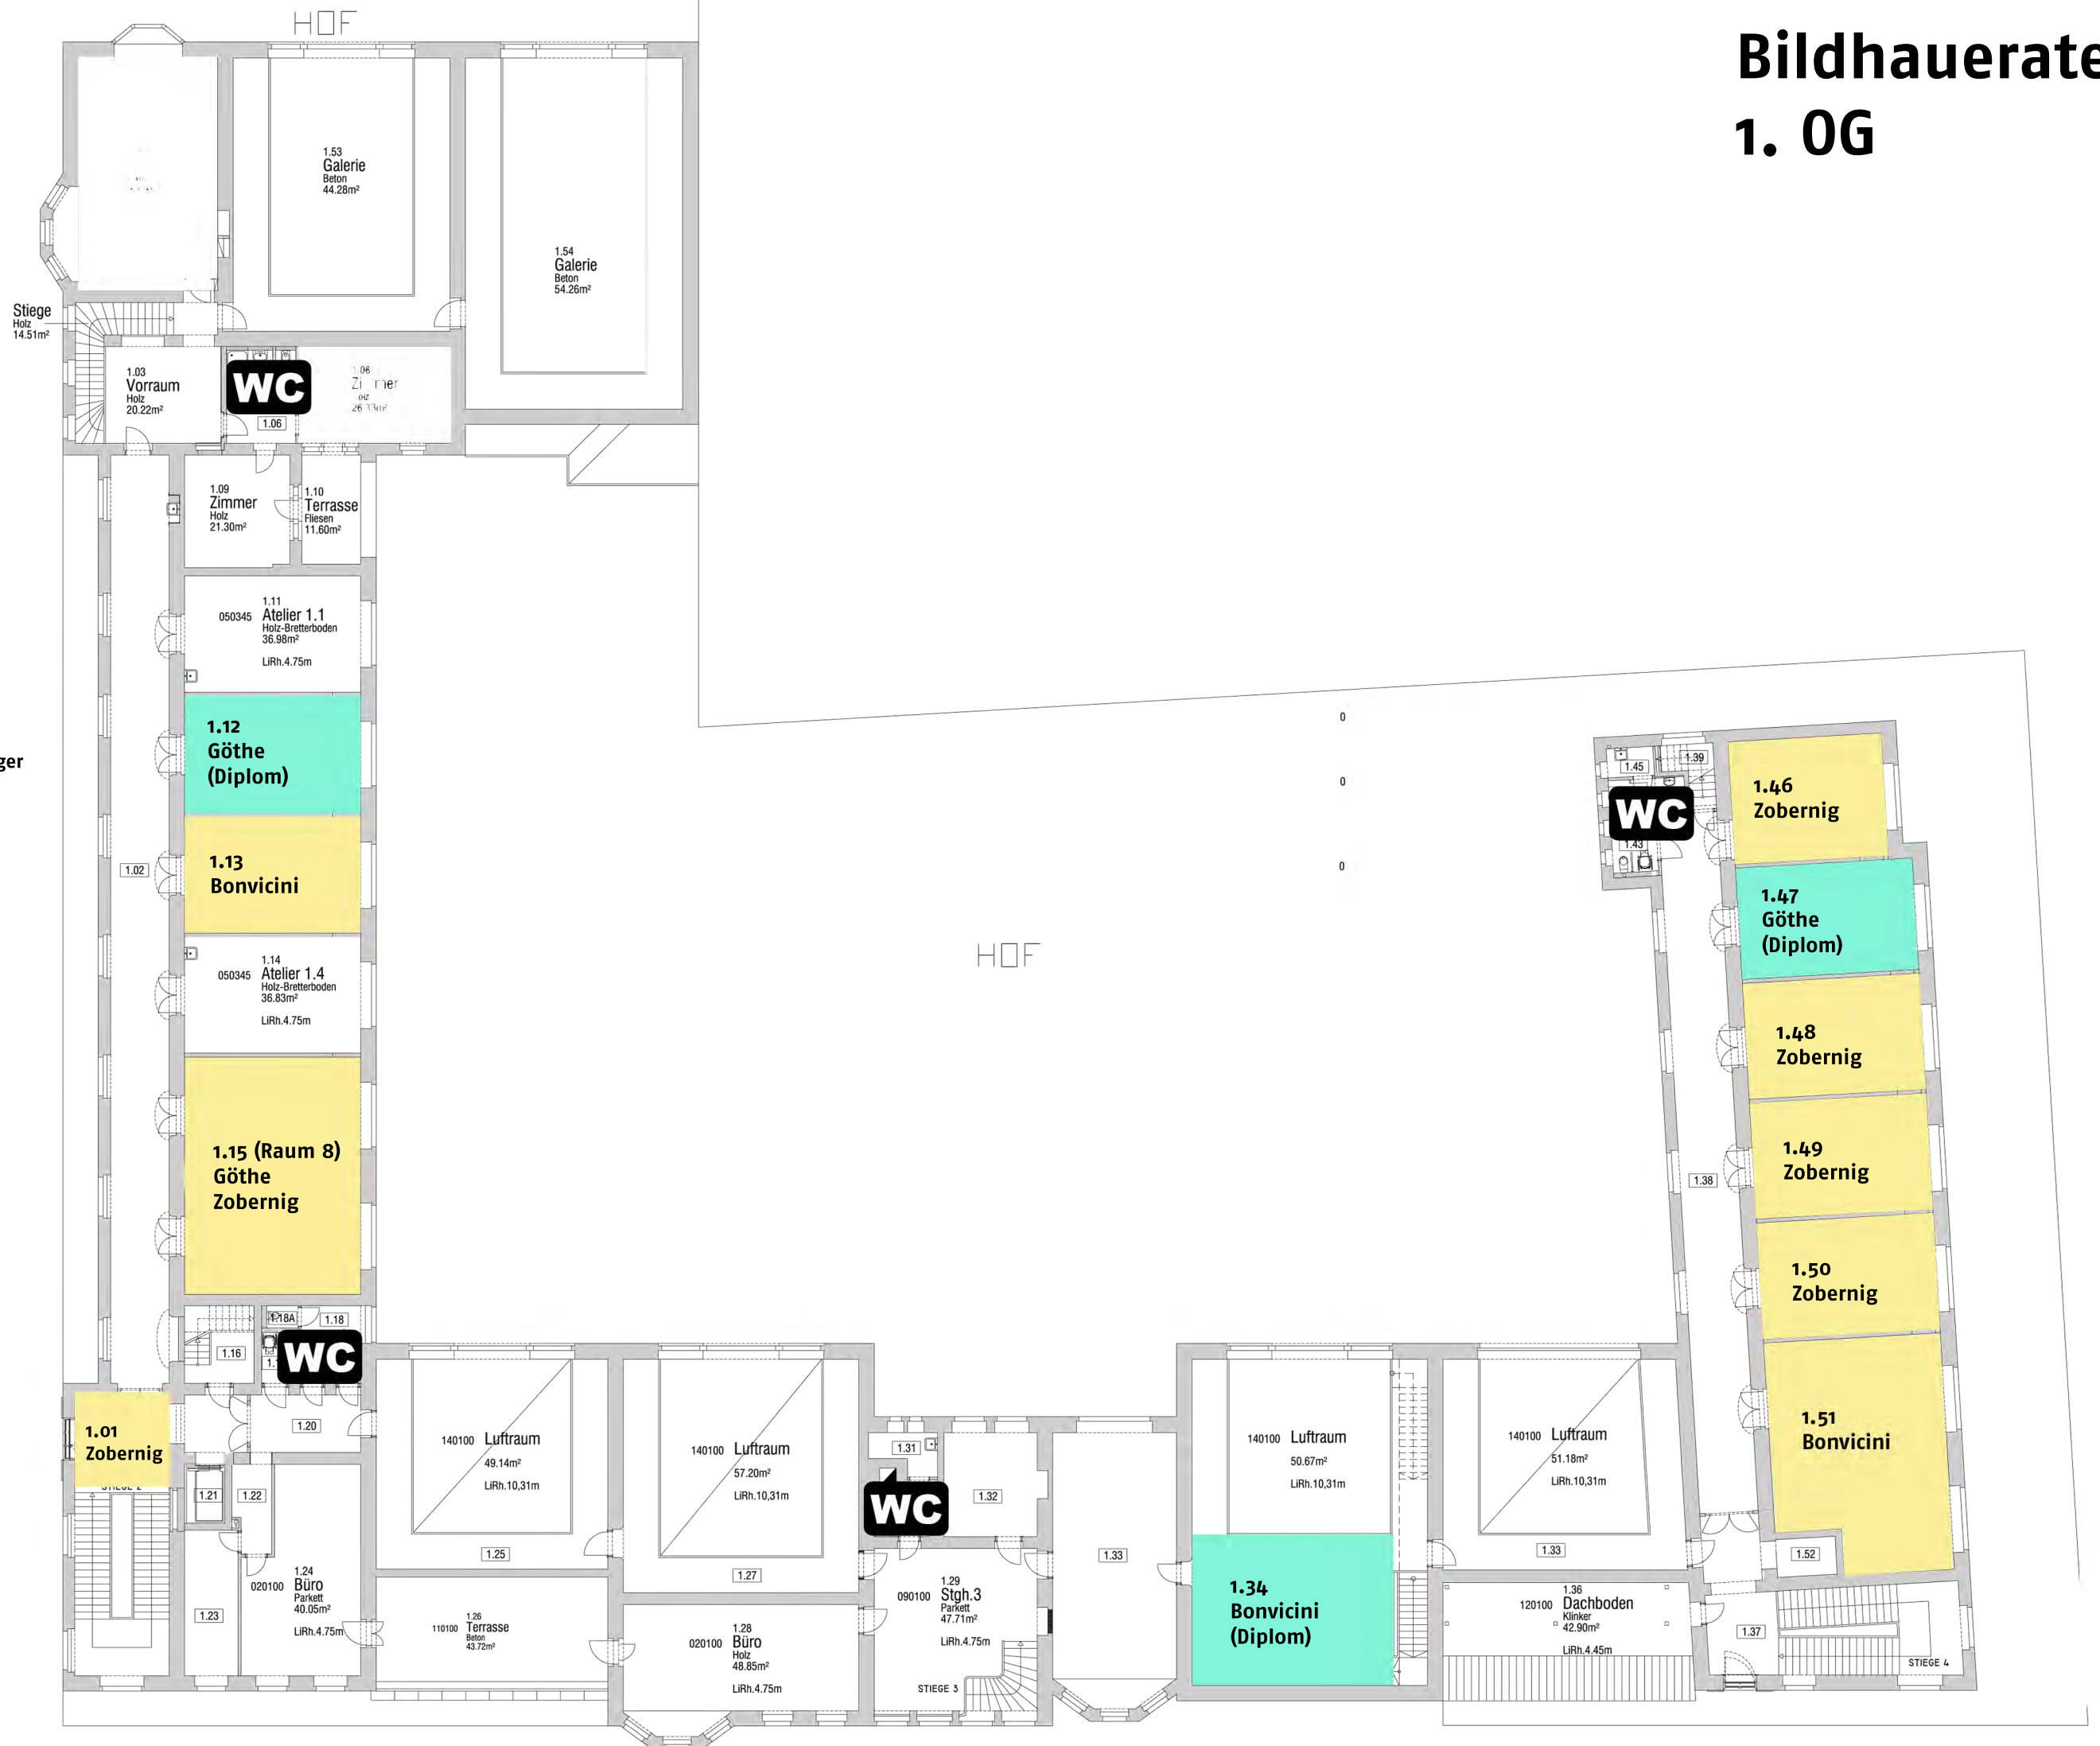 HOF
Bildhauerate
1. OG
1.53
Galerie
Beton
44.28m²
1.54
Galerie
Beton
54.26m²
Stiege
Holz
14.51m²
1.03
Vorraum
Holz
20.22m²
WC
1.06
26.33m²
1.09
Zimmer
Holz
21.30m²
1.10
Terrasse
Fliesen
11.60m²
1.11
050345 Atelier 1.1
Holz-Bretterboden
36.98m²
LiRh.4.75m
1.12
Göthe
(Diplom)
ger
1.13
Bonvicini
1.02
1.14
050345 Atelier 1.4
Holz-Bretterboden
36.83m²
LiRh.4.75m
1.15 (Raum 8)
Göthe
Zobernig
0
0
0
HOF
1.45
1.39
WC
1.43
1.46
Zobernig
1.47
Göthe
(Diplom)
1.48
Zobernig
1.49
Zobernig
1.38
1.50
Zobernig
1.51
Bonvicini
1.52
1.18A
1.18
1.16
WC
1.01
Zobernig
1.20
1.21
1.22
1.23
1.24
020100 Büro
Parkett
40.05m²
LiRh.4.75m
140100 Luftraum
49.14m²
LiRh.10,31m
1.25
1.26
110100 Terrasse
Beton
43.72m²
140100 Luftraum
57.20m²
LiRh.10,31m
1.27
1.28
020100 Büro
Holz
48.85m²
LiRh.4.75m
1.31
WC
1.32
1.29
090100 Stgh.3
Parkett
47.71m²
LiRh.4.75m
STIEGE 3
1.33
140100 Luftraum
50.67m²
LiRh.10,31m
1.34
Bonvicini
(Diplom)
140100 Luftraum
51.18m²
LiRh.10,31m
1.33
1.36
120100 Dachboden
Klinker
42.90m²
LiRh.4.45m
1.37
STIEGE 4